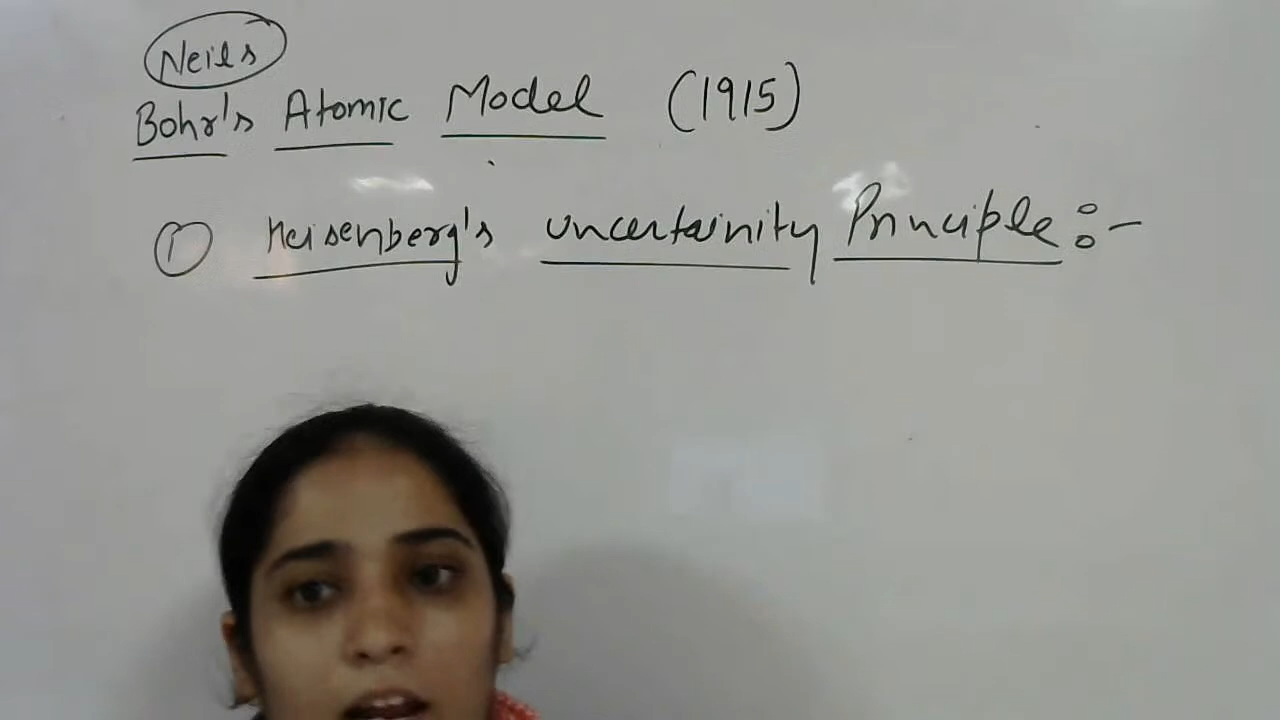 Neils
Bohr's Atomic Model (1915)
① Heisenberg's uncertainity Principle :-